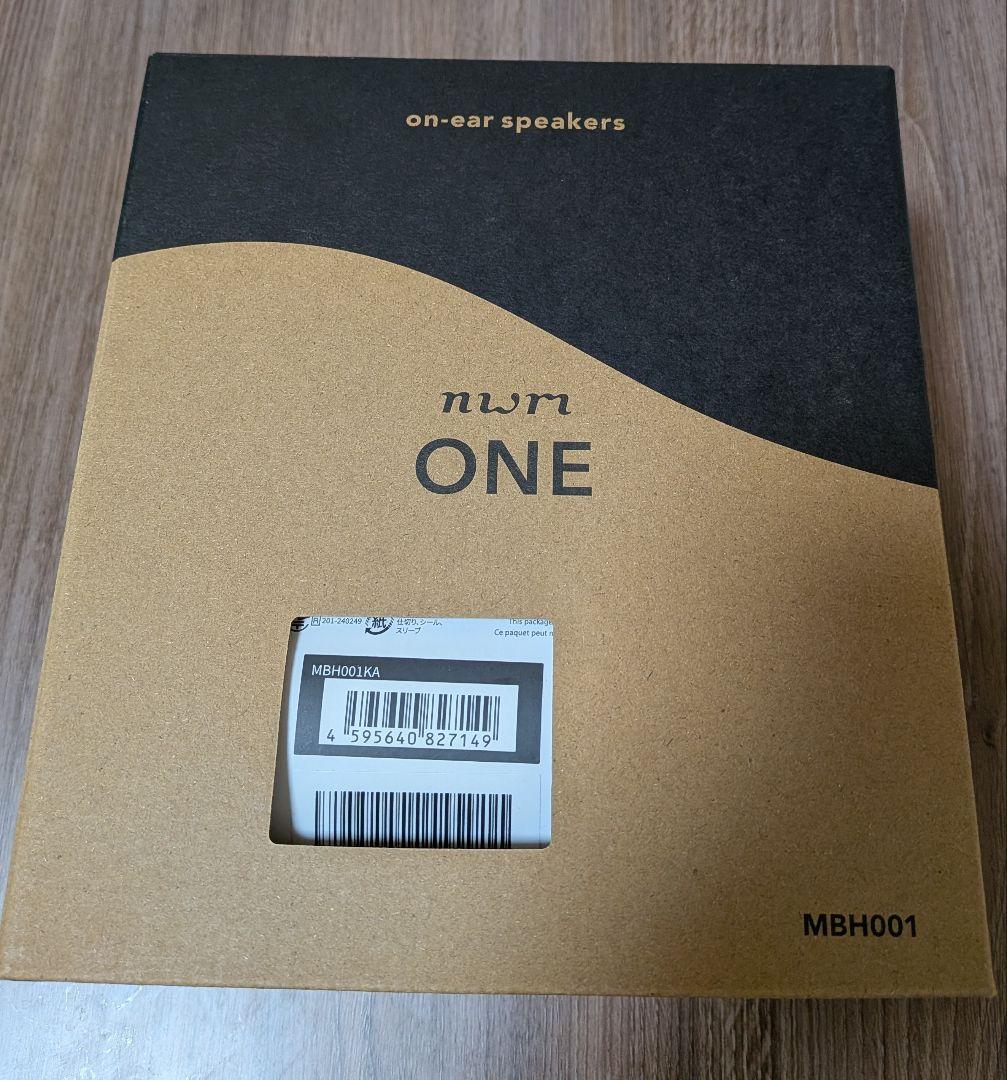 on-ear speakers
nwm
ONE
201-240249
紙
仕切り、シール、
スリーブ
This packag
Ce paquet peut
MBH001KA
4 595640 827149
MBH001